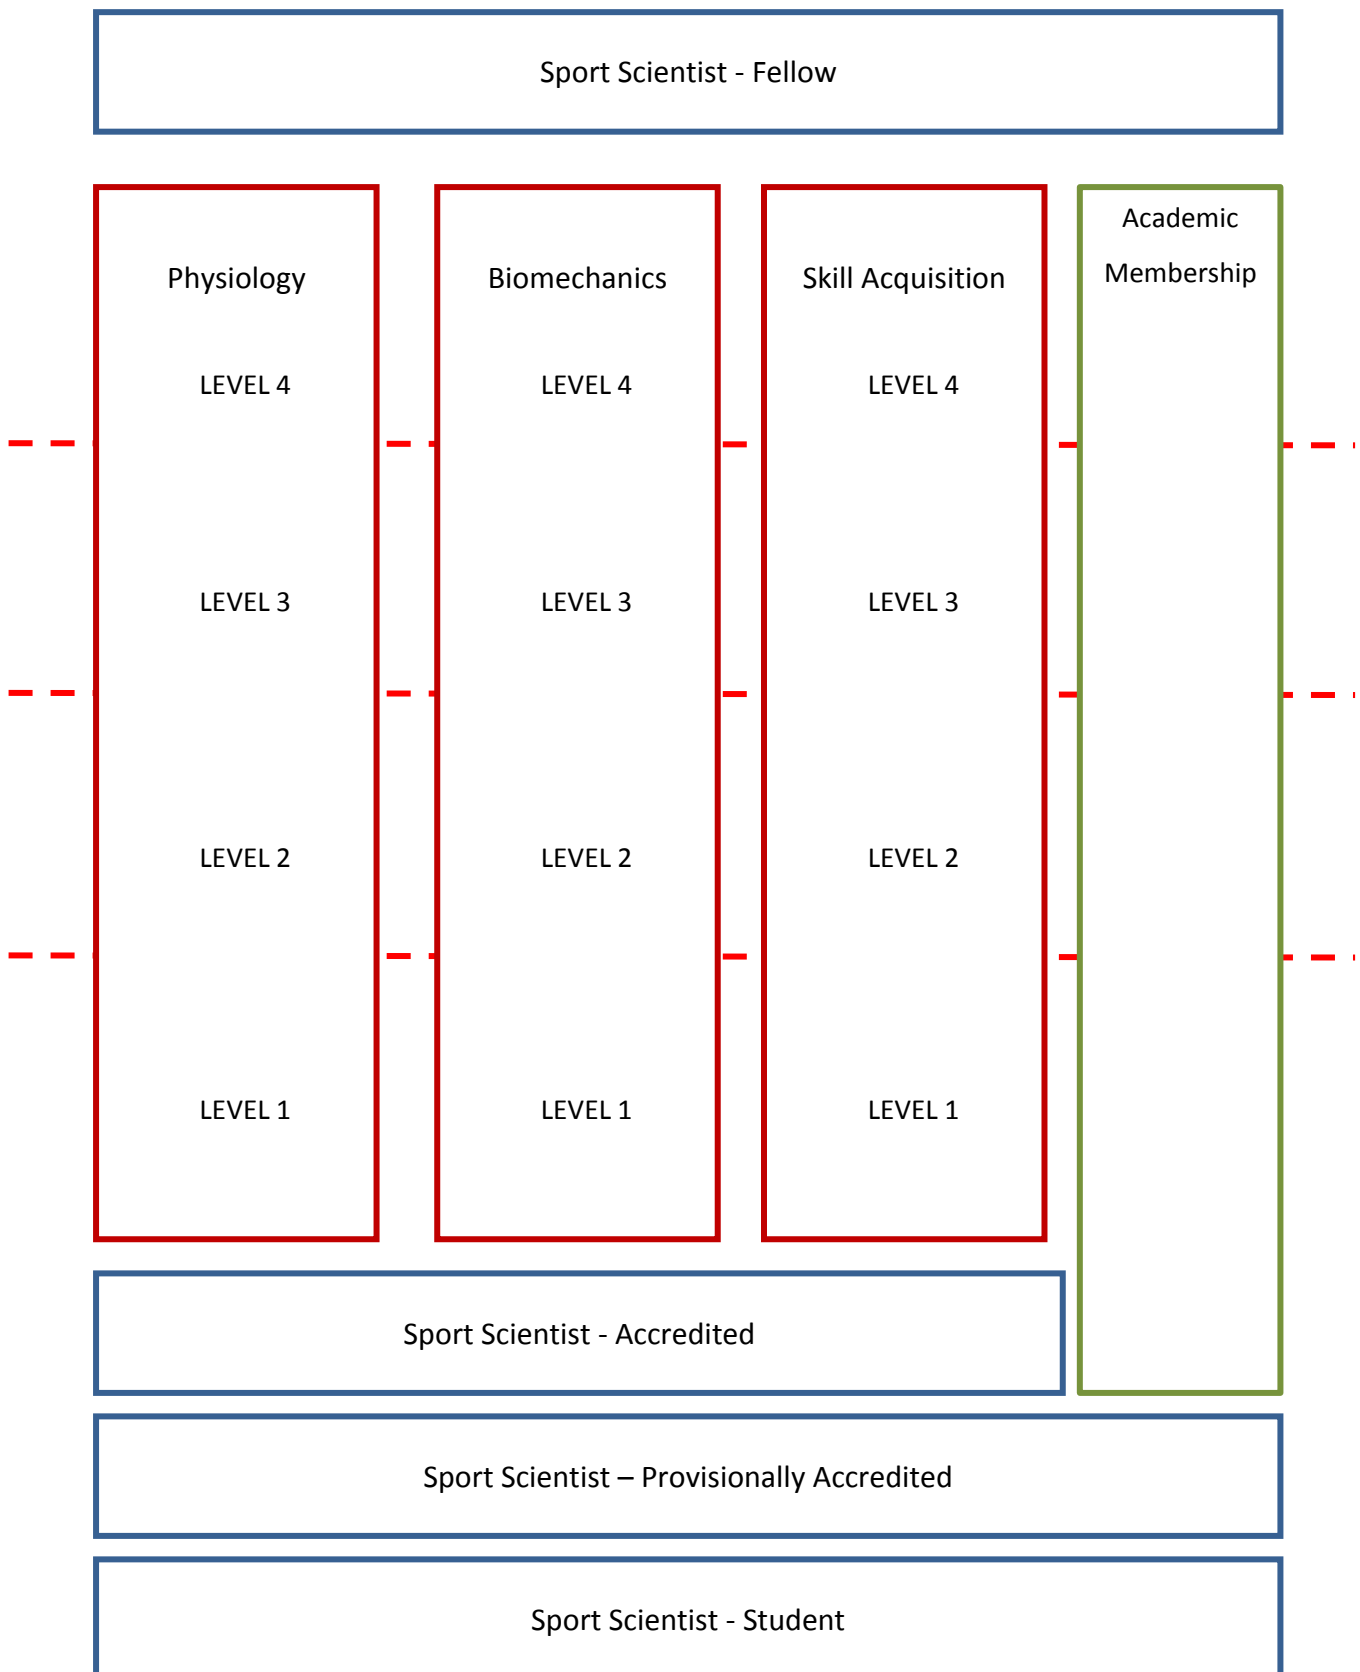 Sport Scientist - Fellow
Physiology
Biomechanics
Skill Acquisition
Academic
Membership
LEVEL 4
LEVEL 4
LEVEL 4
LEVEL 3
LEVEL 3
LEVEL 3
LEVEL 2
LEVEL 2
LEVEL 2
LEVEL 1
LEVEL 1
LEVEL 1
Sport Scientist - Accredited
Sport Scientist – Provisionally Accredited
Sport Scientist - Student